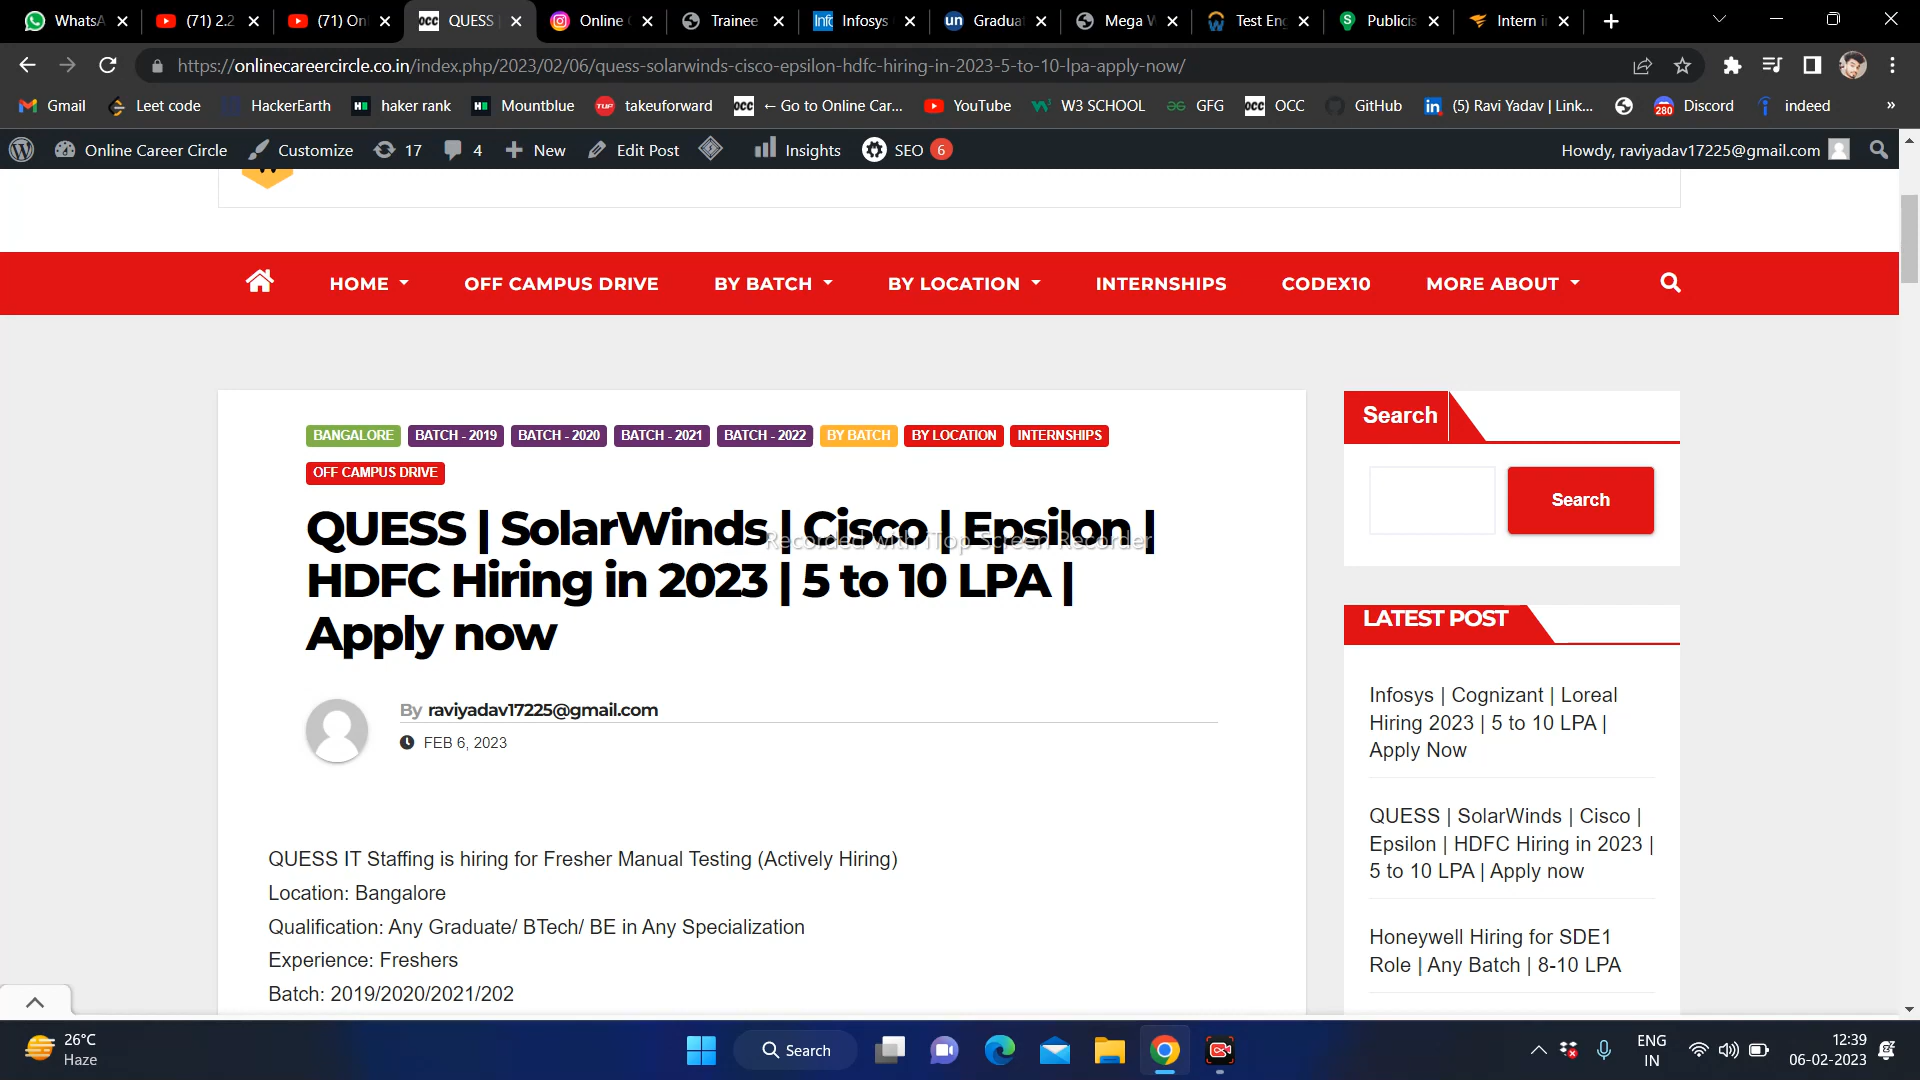 WhatsA
(71) 2.2
(71) Onl
QUESS
Online
Trainee
Infosys
Gradua
Mega
Test En
Publicis
Intern i
https://onlinecareercircle.co.in/index.php/2023/02/06/quess-solarwinds-cisco-epsilon-hdfc-hiring-in-2023-5-to-10-lpa-apply-now/
Gmail
Leet code
HackerEarth
haker rank
Mountblue
takeuforward
← Go to Online Car...
YouTube
W3 SCHOOL
GFG
OCC
GitHub
(5) Ravi Yadav | Link...
Discord
indeed
»
Online Career Circle
Customize
17
4
New
Edit Post
Insights
SEO 6
Howdy, raviyadav17225@gmail.com
HOME
OFF CAMPUS DRIVE
BY BATCH
BY LOCATION
INTERNSHIPS
CODEX10
MORE ABOUT
BANGALORE BATCH - 2019 BATCH - 2020 BATCH - 2021 BATCH - 2022 BY BATCH BY LOCATION INTERNSHIPS
OFF CAMPUS DRIVE
QUESS | SolarWinds | Cisco | Epsilon |
HDFC Hiring in 2023 | 5 to 10 LPA |
Apply now
Recorded with iTop Screen Recorder
By raviyadav17225@gmail.com
FEB 6, 2023
QUESS IT Staffing is hiring for Fresher Manual Testing (Actively Hiring)
Location: Bangalore
Qualification: Any Graduate/ BTech/ BE in Any Specialization
Experience: Freshers
Batch: 2019/2020/2021/202
Search
Search
LATEST POST
Infosys | Cognizant | Loreal
Hiring 2023 | 5 to 10 LPA |
Apply Now
QUESS | SolarWinds | Cisco |
Epsilon | HDFC Hiring in 2023 |
5 to 10 LPA | Apply now
Honeywell Hiring for SDE1
Role | Any Batch | 8-10 LPA
26°C
Haze
Search
ENG
IN
12:39
06-02-2023